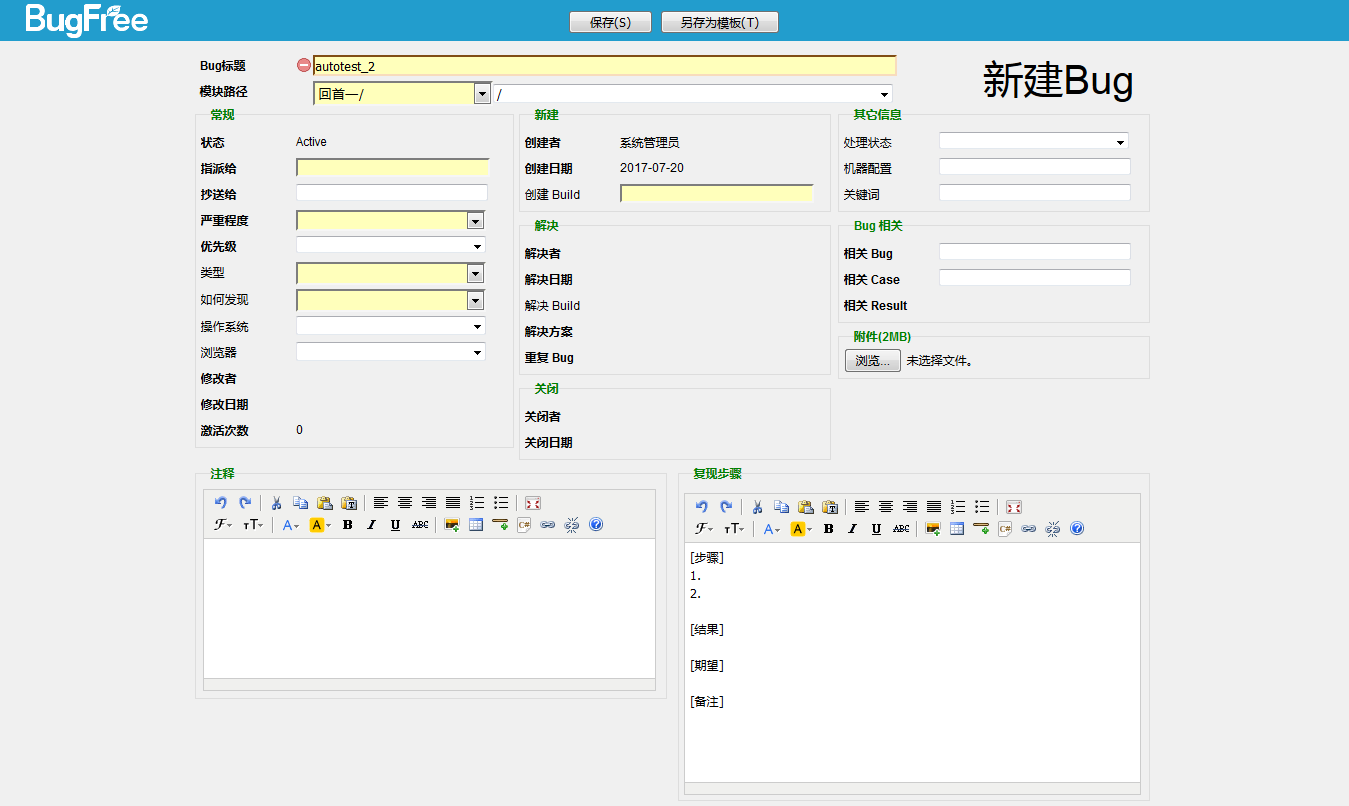 BugFree
保存(S) 另存为模板(T)
Bug标题 autotest_2
新建Bug
模块路径 回首一/ /
常规
状态 Active
指派给
抄送给
严重程度
优先级
类型
如何发现
操作系统
浏览器
修改者
修改日期
激活次数 0
新建
创建者 系统管理员
创建日期 2017-07-20
创建 Build
解决
解决者
解决日期
解决 Build
解决方案
重复 Bug
关闭
关闭者
关闭日期
其它信息
处理状态
机器配置
关键词
Bug 相关
相关 Bug
相关 Case
相关 Result
附件(2MB)
浏览... 未选择文件。
注释
ABC
复现步骤
ABC
[步骤]
1.
2.
[结果]
[期望]
[备注]